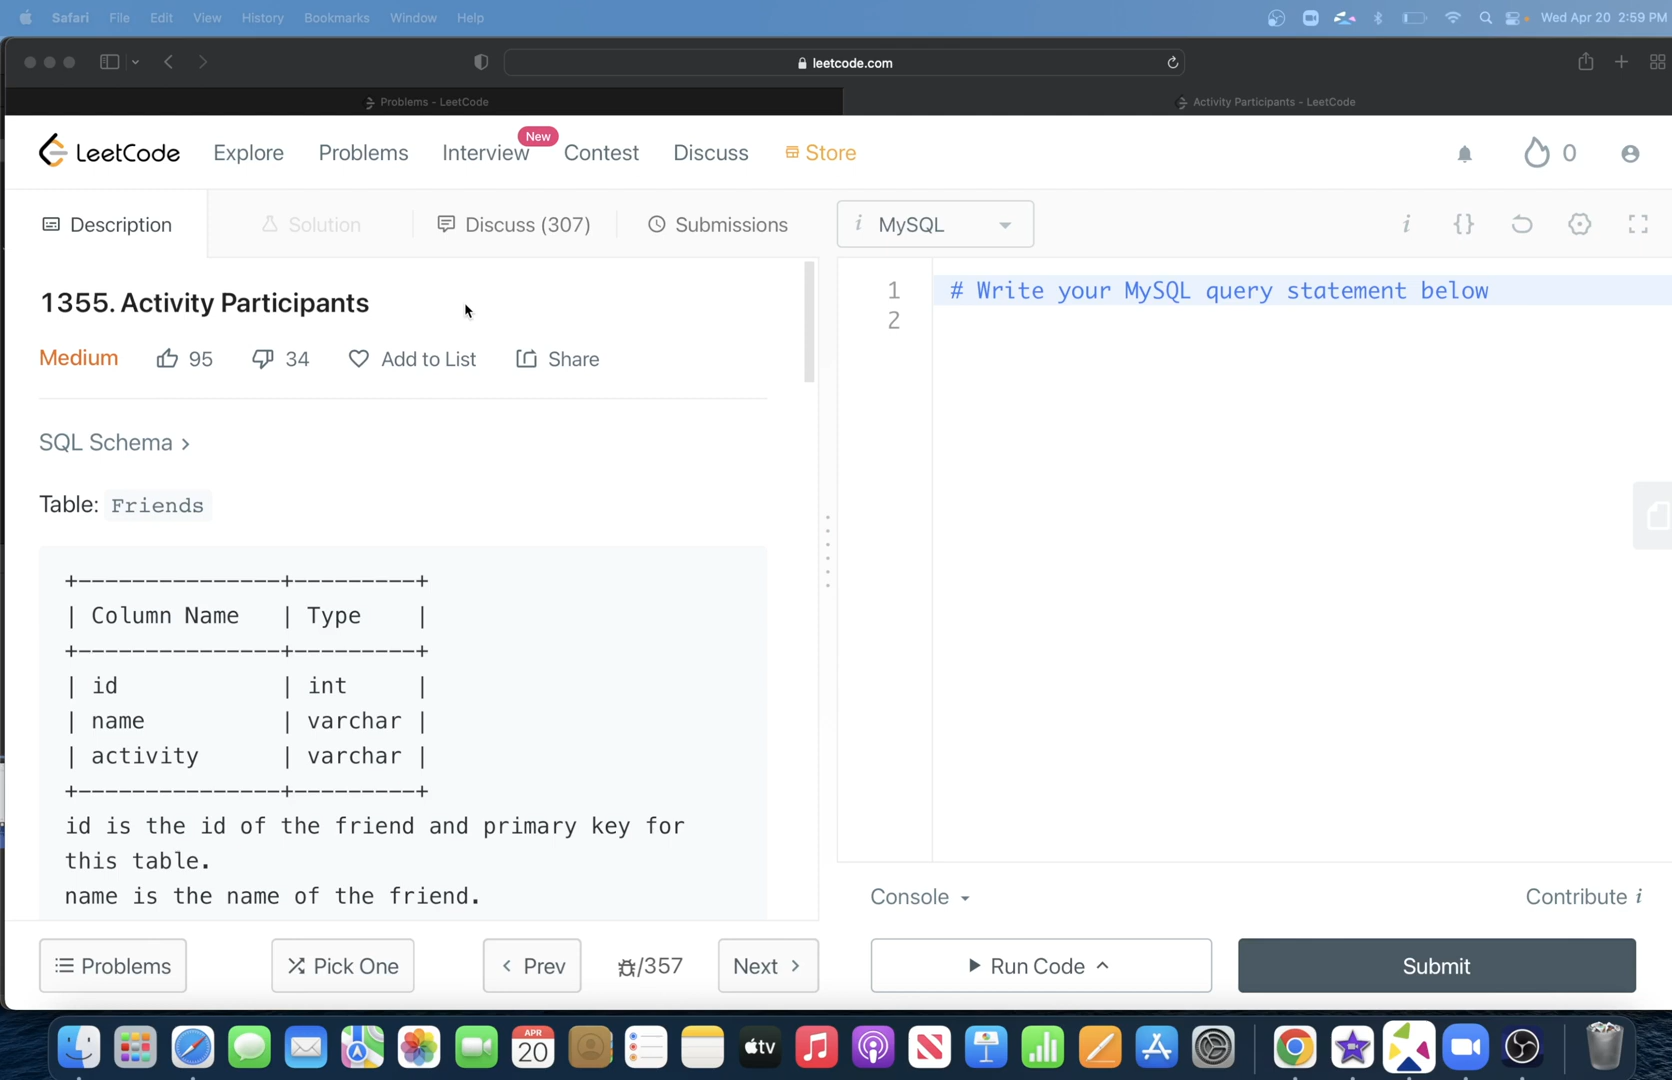 Safari File Edit View History Bookmarks Window Help Wed Apr 20 2:59 PM
leetcode.com
Problems - LeetCode Activity Participants - LeetCode
New
LeetCode Explore Problems Interview Contest Discuss Store 0
Description Solution Discuss (307) Submissions i MySQL i {}
1355. Activity Participants
Medium 95 34 Add to List Share
SQL Schema >
Table: Friends
+---------------+---------+
| Column Name   | Type    |
+---------------+---------+
| id            | int     |
| name          | varchar |
| activity      | varchar |
+---------------+---------+
id is the id of the friend and primary key for
this table.
name is the name of the friend.
1 # Write your MySQL query statement below
2
Console Contribute i
Problems Pick One < Prev /357 Next > Run Code Submit
APR
20
tv